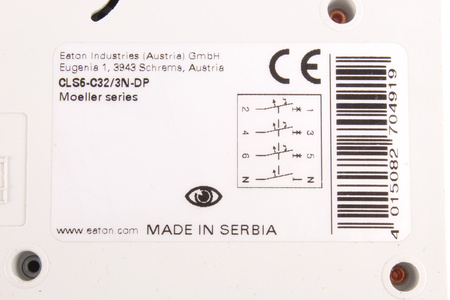 Eaton Industries (Austria) GmbH
Eugenia 1, 3943 Schrems, Austria
CLS6-C32/3N-DP
Moeller series
CE
2 1
4 3
6 5
N N
4 015082 704919
www.eaton.com MADE IN SERBIA